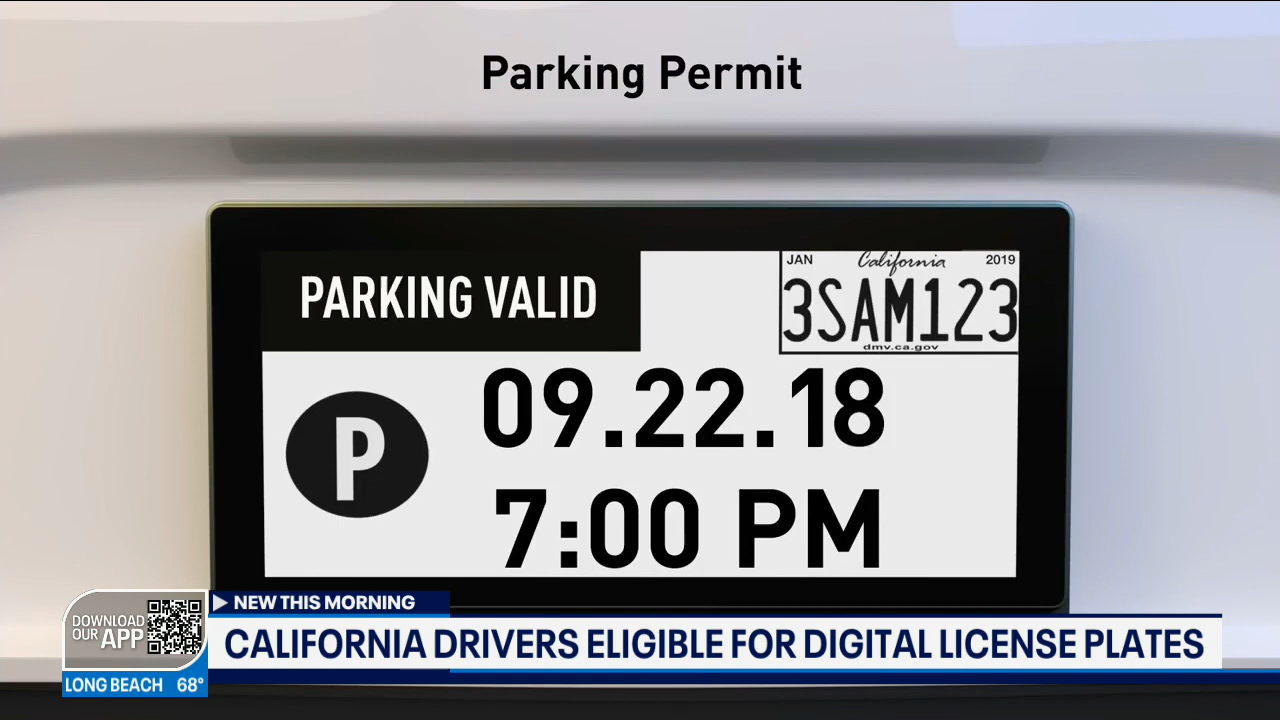 Parking Permit
PARKING VALID
JAN California 2019
3SAM123
dmv.ca.gov
P
09.22.18
7:00 PM
NEW THIS MORNING
DOWNLOAD
OUR APP
CALIFORNIA DRIVERS ELIGIBLE FOR DIGITAL LICENSE PLATES
LONG BEACH 68°